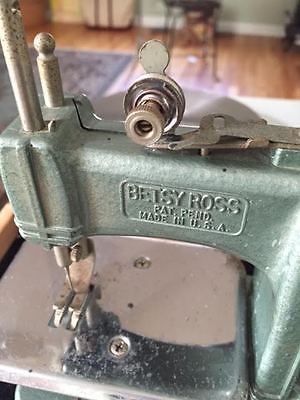 BETSY ROSS
PAT. PEND.
MADE IN U.S.A.